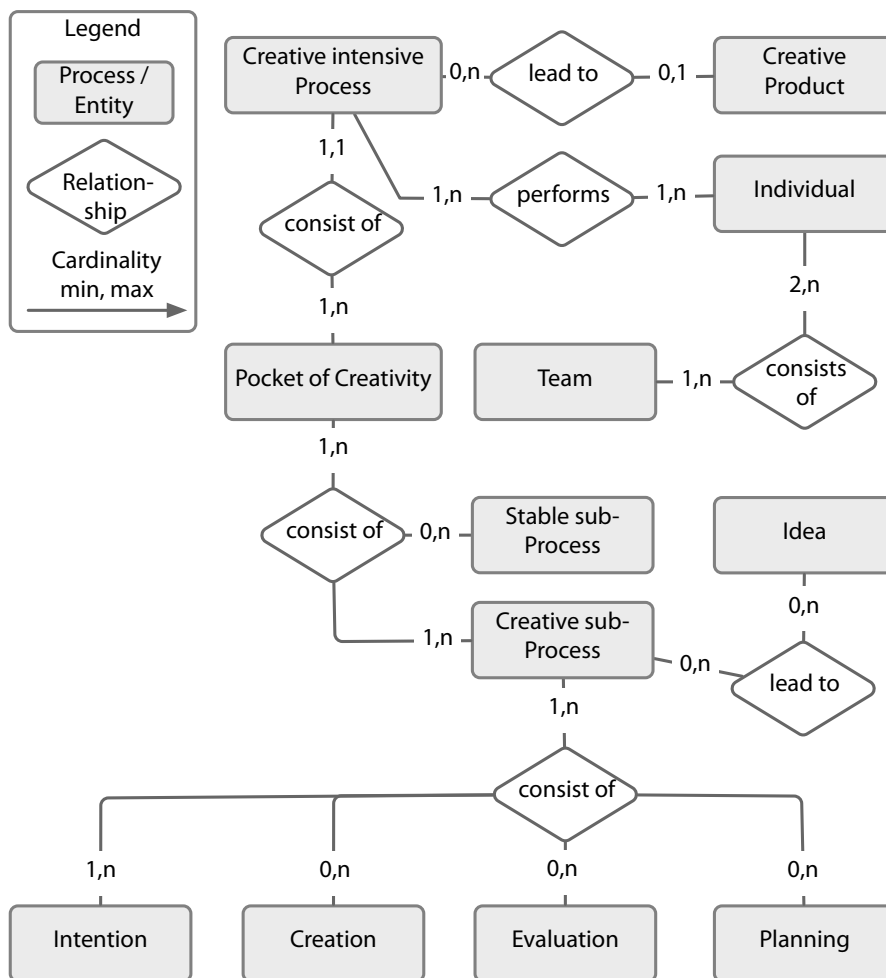 Legend
Process /
Entity
Relation-
ship
Cardinality
min, max
Creative intensive
Process
0,n
lead to
0,1
Creative
Product
1,1
1,n
performs
1,n
Individual
consist of
2,n
1,n
Pocket of Creativity
Team
1,n
consists
of
1,n
consist of
0,n
Stable sub-
Process
Idea
0,n
1,n
Creative sub-
Process
0,n
lead to
1,n
consist of
1,n
0,n
0,n
0,n
Intention
Creation
Evaluation
Planning